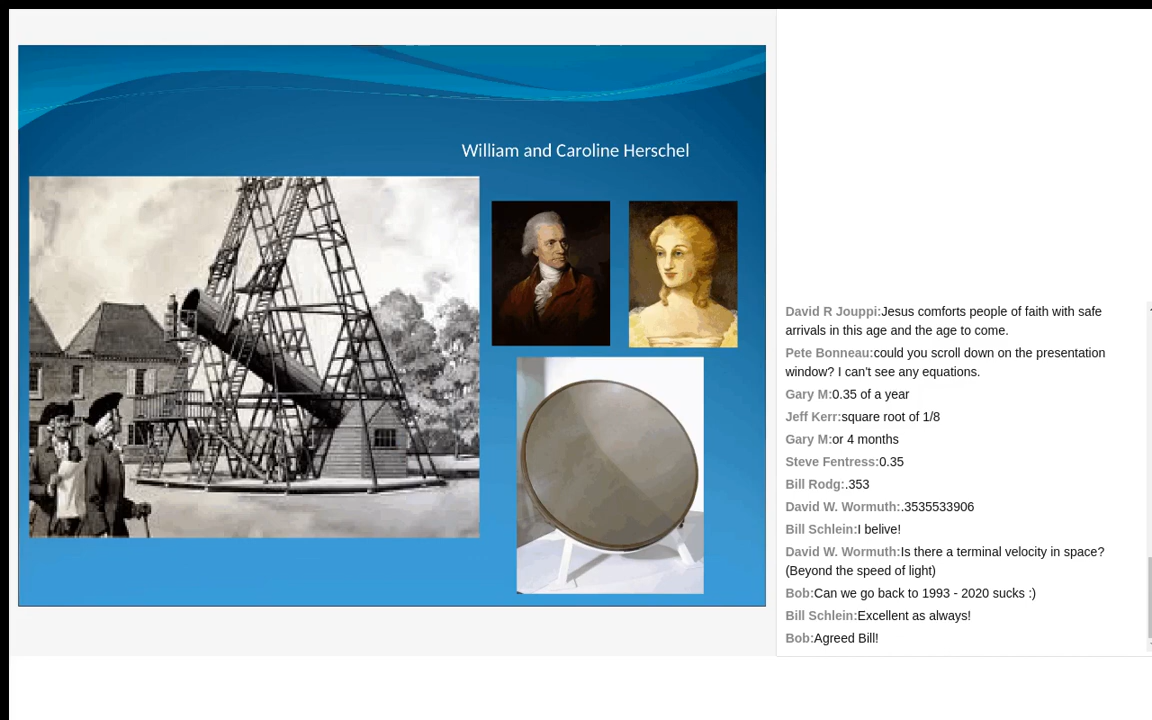 William and Caroline Herschel
David R Jouppi:Jesus comforts people of faith with safe
arrivals in this age and the age to come.
Pete Bonneau:could you scroll down on the presentation
window? I can't see any equations.
Gary M:0.35 of a year
Jeff Kerr:square root of 1/8
Gary M:or 4 months
Steve Fentress:0.35
Bill Rodg:.353
David W. Wormuth:.3535533906
Bill Schlein:I belive!
David W. Wormuth:Is there a terminal velocity in space?
(Beyond the speed of light)
Bob:Can we go back to 1993 - 2020 sucks :)
Bill Schlein:Excellent as always!
Bob:Agreed Bill!